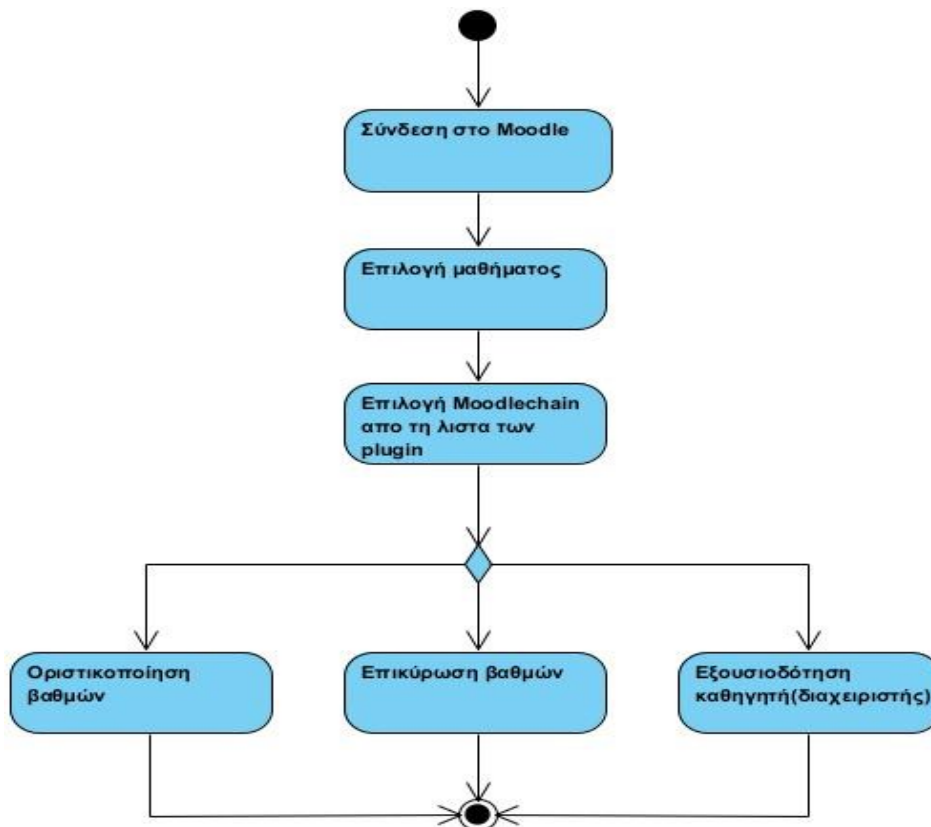 Σύνδεση στο Moodle
Επιλογή μαθήματος
Επιλογή Moodlechain
απο τη λιστα των
plugin
Οριστικοποίηση
βαθμών
Επικύρωση βαθμών
Εξουσιοδότηση
καθηγητή(διαχειριστής)